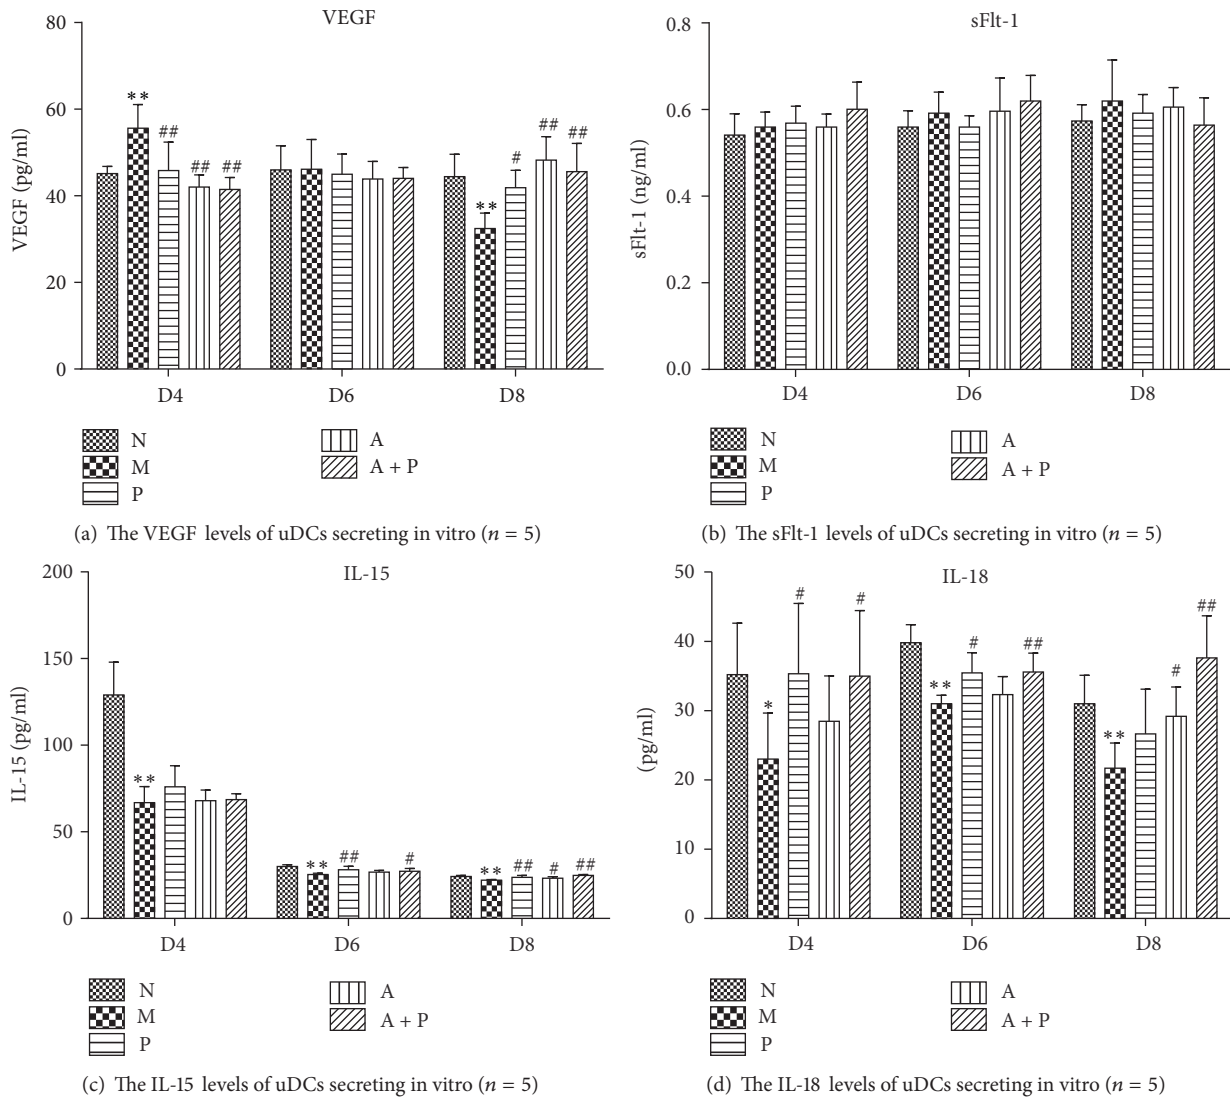 VEGF
80
60
40
20
0
VEGF (pg/ml)
**
##
##
##
**
#
##
##
D4 D6 D8
N
M
P
A
A + P
(a) The VEGF levels of uDCs secreting in vitro (n = 5)
sFlt-1
0.8
0.6
0.4
0.2
0.0
sFlt-1 (ng/ml)
D4 D6 D8
N
M
P
A
A + P
(b) The sFlt-1 levels of uDCs secreting in vitro (n = 5)
IL-15
200
150
100
50
0
IL-15 (pg/ml)
**
**
##
#
**
##
#
##
D4 D6 D8
N
M
P
A
A + P
(c) The IL-15 levels of uDCs secreting in vitro (n = 5)
IL-18
50
40
30
20
10
0
(pg/ml)
*
#
#
**
#
##
**
#
##
D4 D6 D8
N
M
P
A
A + P
(d) The IL-18 levels of uDCs secreting in vitro (n = 5)